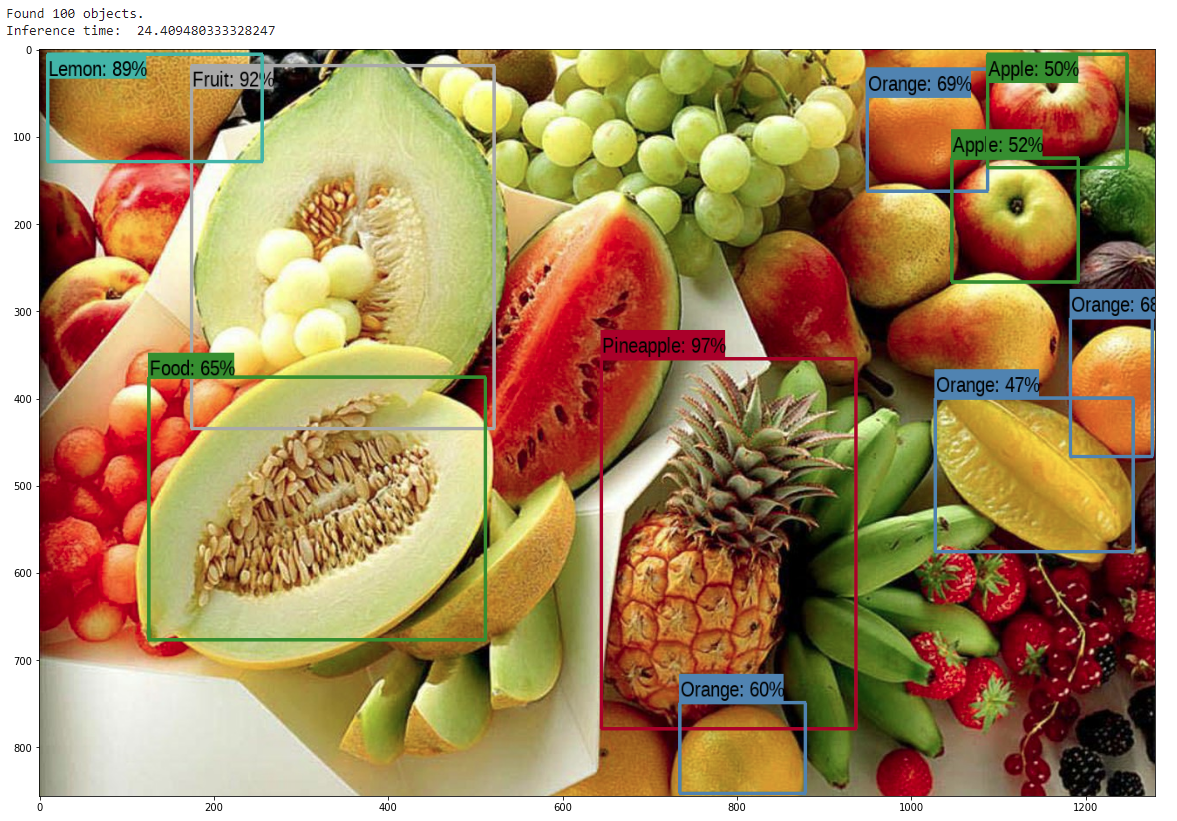 Found 100 objects.
Inference time:  24.409480333328247
Lemon: 89%
Fruit: 92%
Orange: 69%
Apple: 50%
Apple: 52%
Orange: 68
Pineapple: 97%
Food: 65%
Orange: 47%
Orange: 60%
0
100
200
300
400
500
600
700
800
0
200
400
600
800
1000
1200